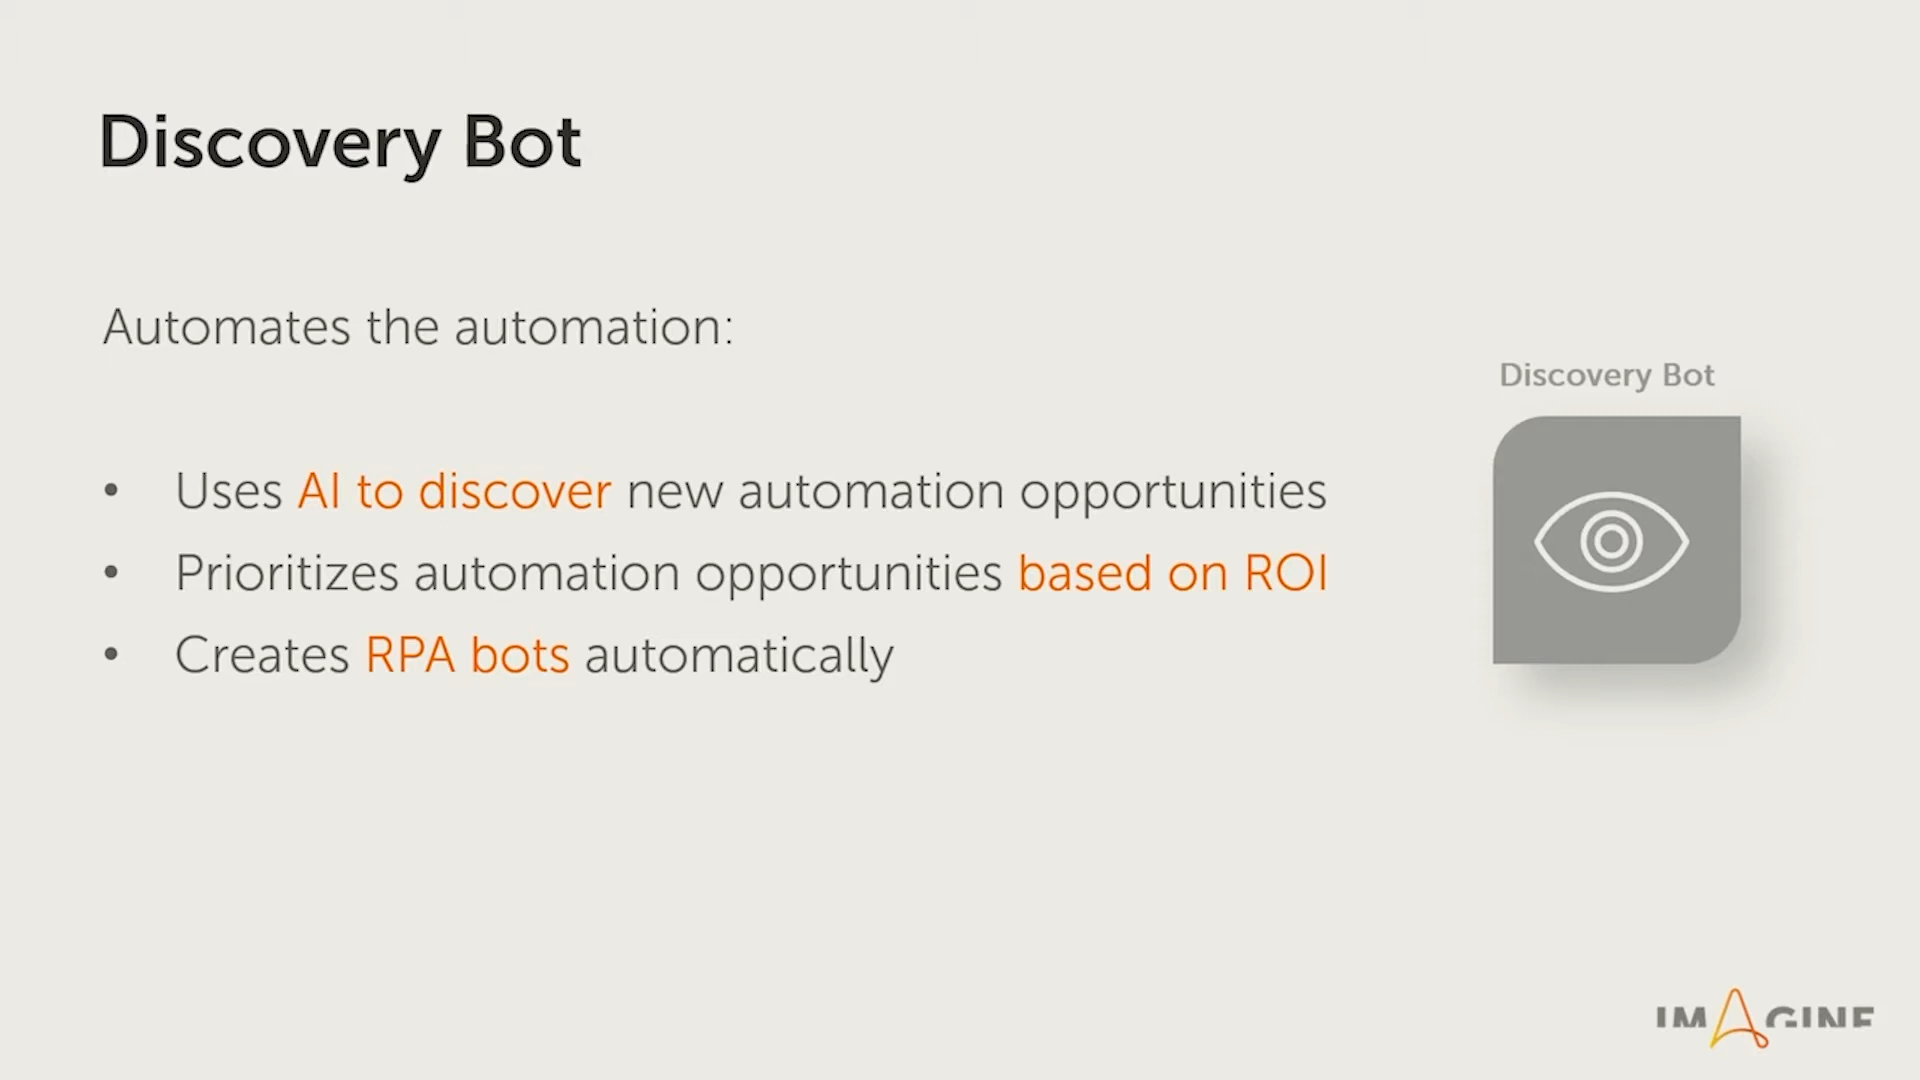 Discovery Bot
Automates the automation:
• Uses AI to discover new automation opportunities
• Prioritizes automation opportunities based on ROI
• Creates RPA bots automatically
Discovery Bot
IMAGINE